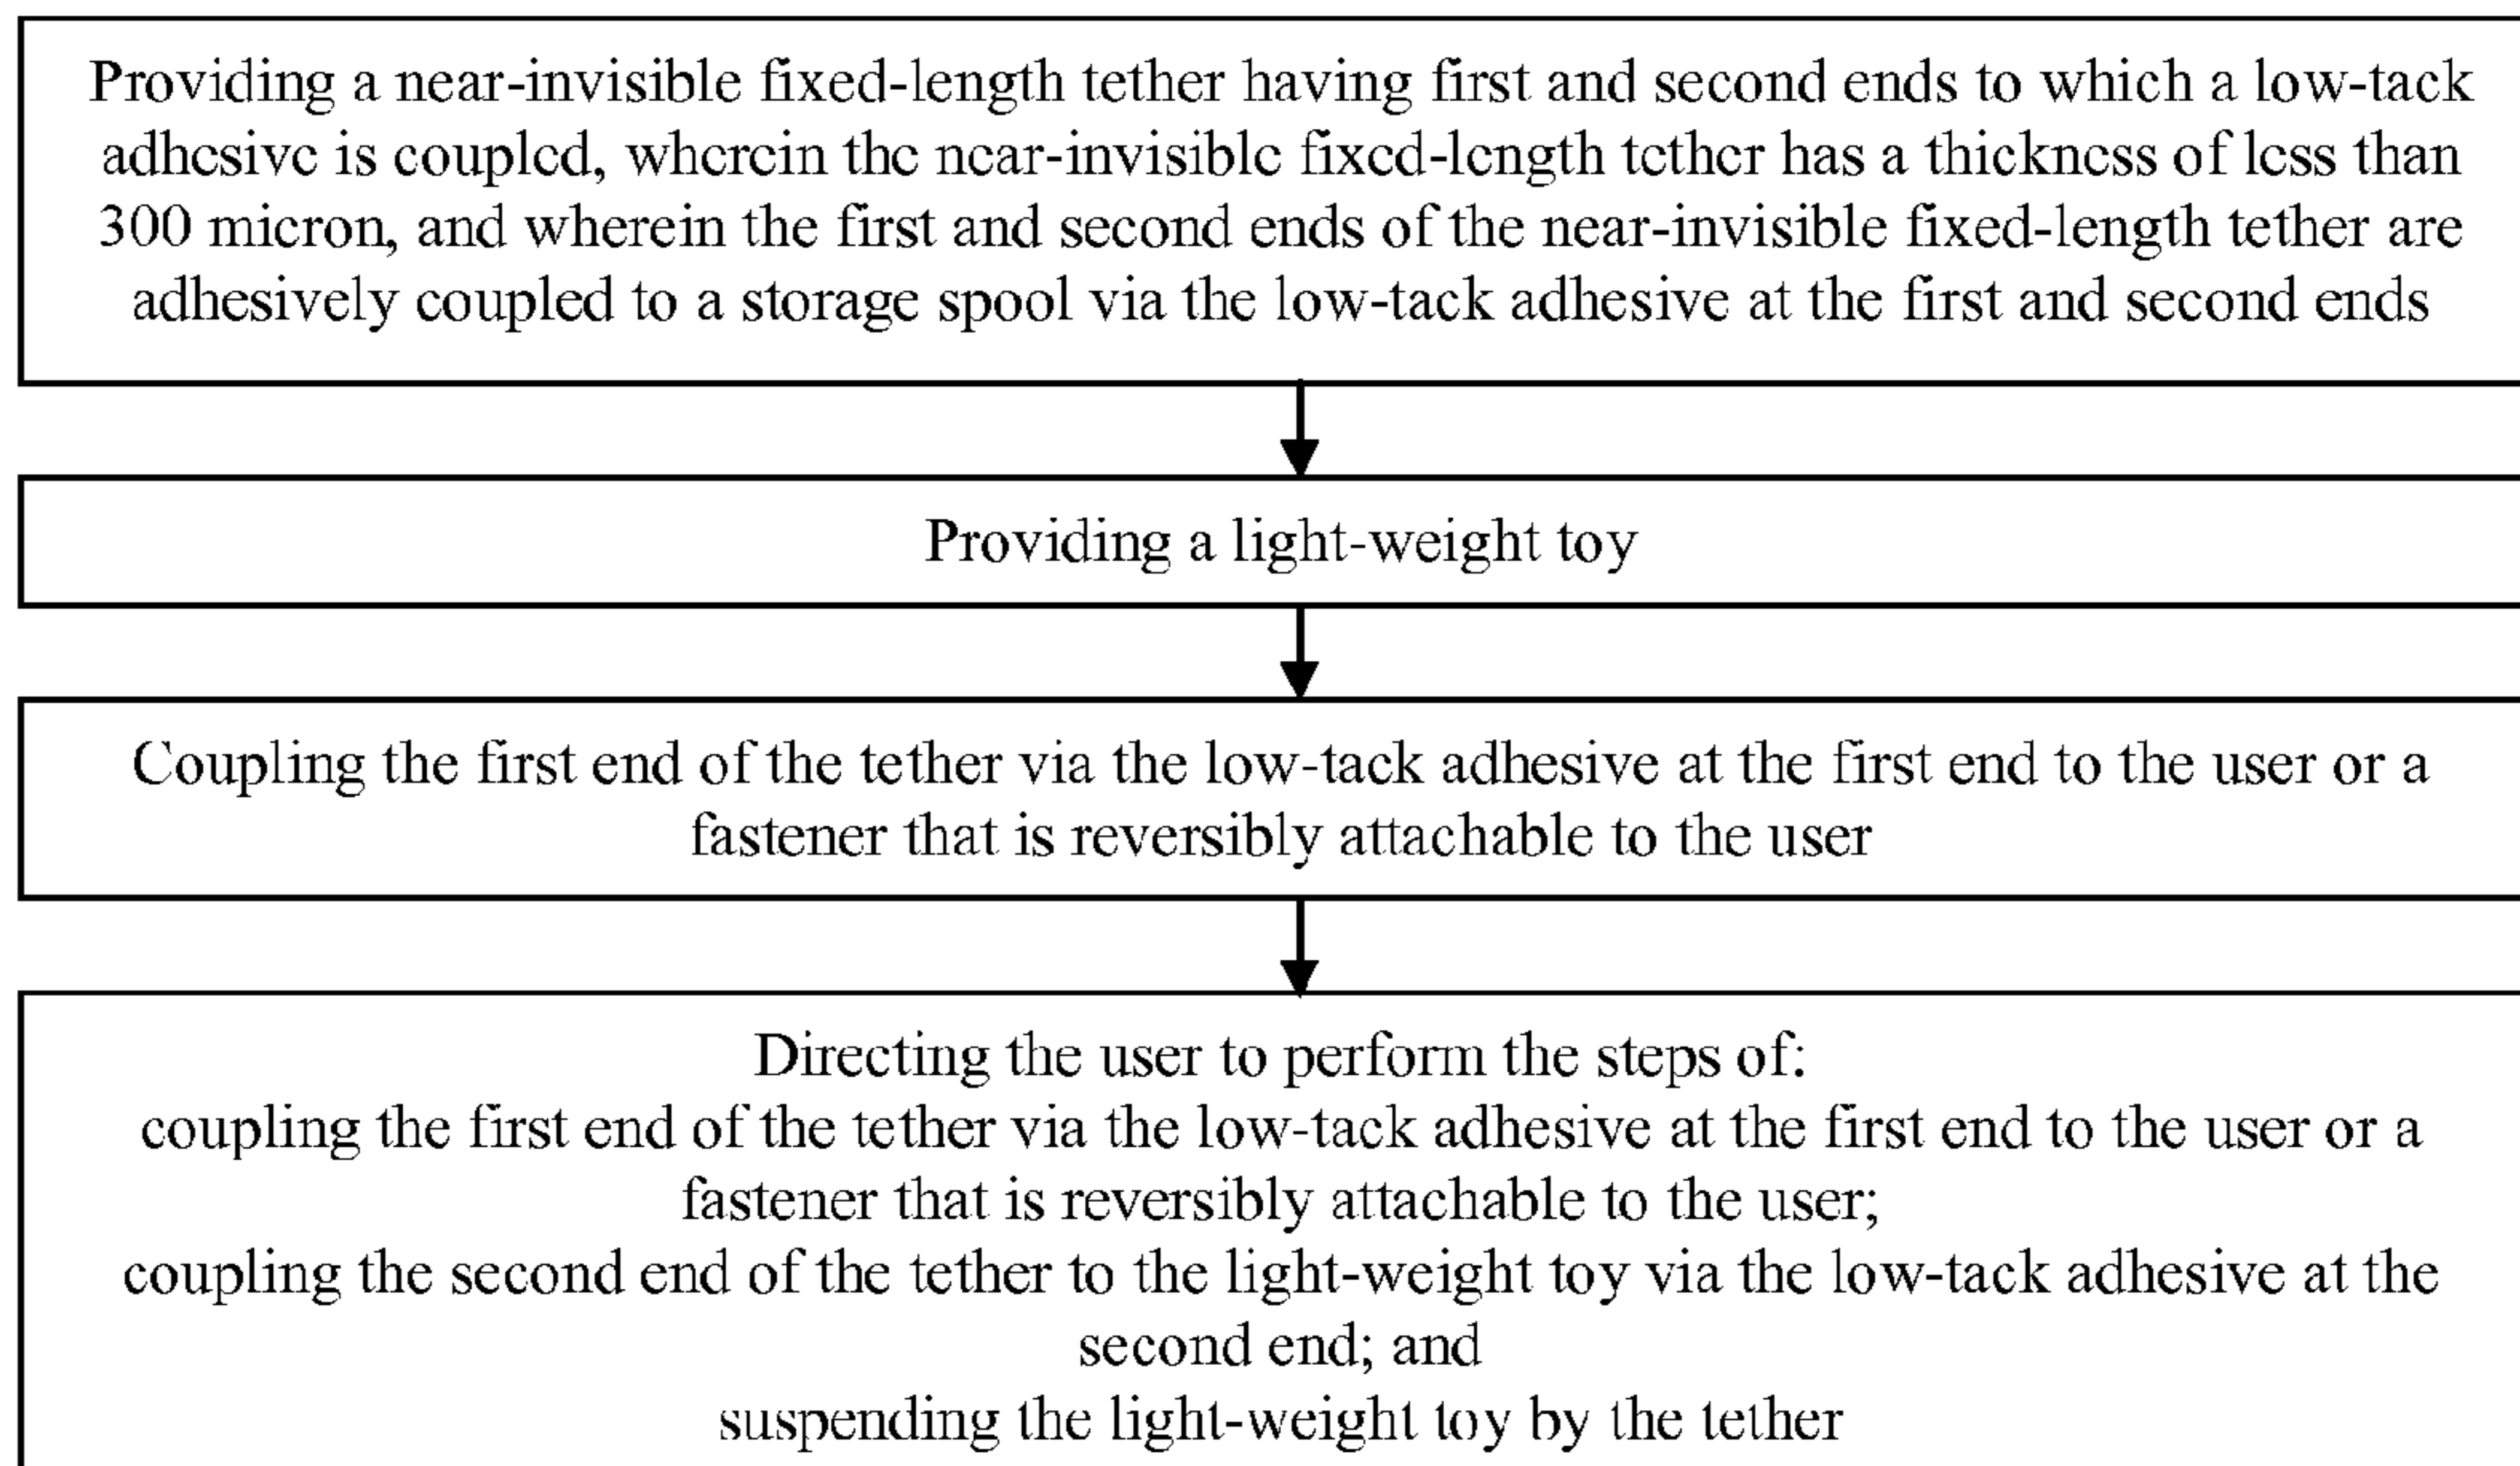 Providing a near-invisible fixed-length tether having first and second ends to which a low-tack
adhesive is coupled, wherein the near-invisible fixed-length tether has a thickness of less than
300 micron, and wherein the first and second ends of the near-invisible fixed-length tether are
adhesively coupled to a storage spool via the low-tack adhesive at the first and second ends
Providing a light-weight toy
Coupling the first end of the tether via the low-tack adhesive at the first end to the user or a
fastener that is reversibly attachable to the user
Directing the user to perform the steps of:
coupling the first end of the tether via the low-tack adhesive at the first end to the user or a
fastener that is reversibly attachable to the user;
coupling the second end of the tether to the light-weight toy via the low-tack adhesive at the
second end; and
suspending the light-weight toy by the tether